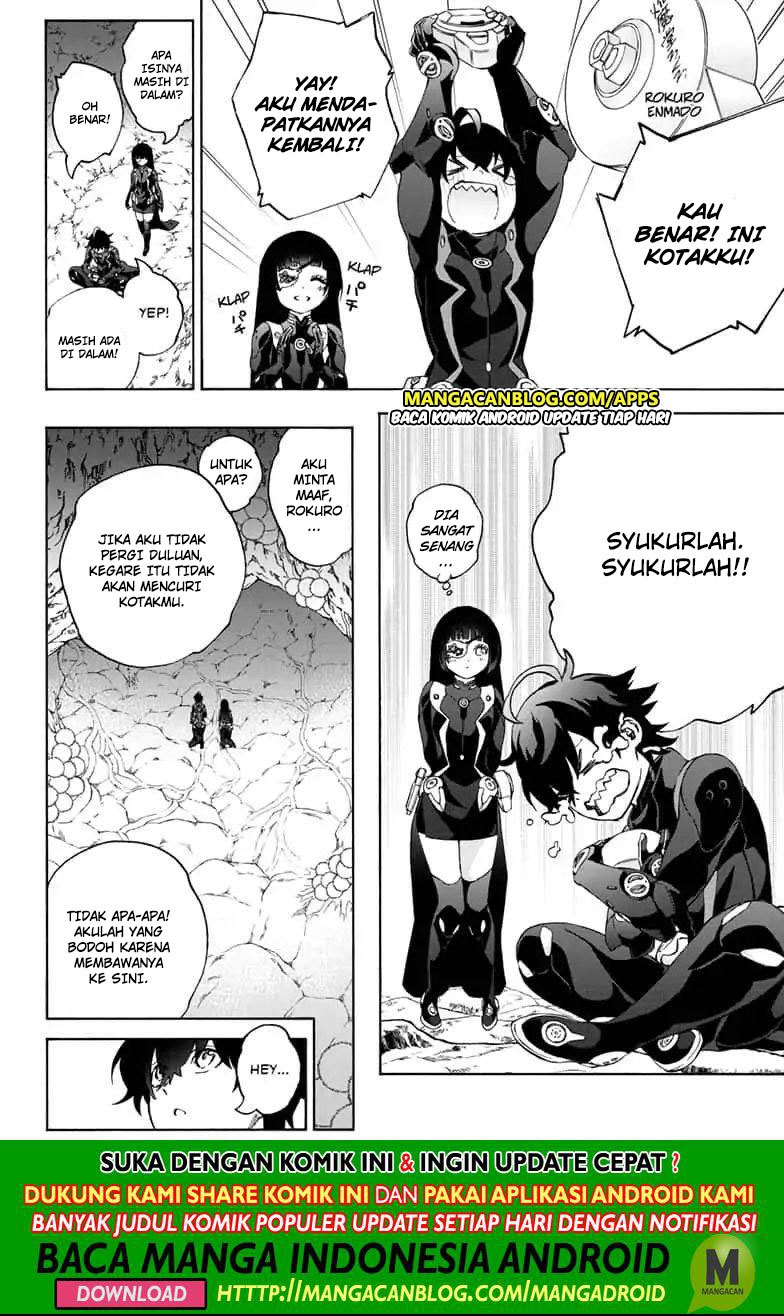 ROKURO
ENMADO
KAU
BENAR! INI
KOTAKKU!
YAY!
AKU MENDA-
PATKANNYA
KEMBALI!
KLAP
パチ
KLAP
パチ
APA
ISINYA
MASIH DI
DALAM?
OH
BENAR!
YEP!
MASIH ADA
DI DALAM!
MANGACANBLOG.COM/APPS
BACA KOMIK ANDROID UPDATE TIAP HARI
SYUKURLAH.
SYUKURLAH!!
DIA
SANGAT
SENANG
...
AKU
MINTA
MAAF,
ROKURO
...
UNTUK
APA?
JIKA AKU TIDAK
PERGI DULUAN,
KEGARE ITU TIDAK
AKAN MENCURI
KOTAKMU.
TIDAK APA-APA!
AKULAH YANG
BODOH KARENA
MEMBAWANYA
KE SINI.
HEY...
SUKA DENGAN KOMIK INI & INGIN UPDATE CEPAT ?
DUKUNG KAMI SHARE KOMIK INI DAN PAKAI APLIKASI ANDROID KAMI
BANYAK JUDUL KOMIK POPULER UPDATE SETIAP HARI DENGAN NOTIFIKASI
BACA MANGA INDONESIA ANDROID
DOWNLOAD
HTTTP://MANGACANBLOG.COM/MANGADROID
M
MANGACAN